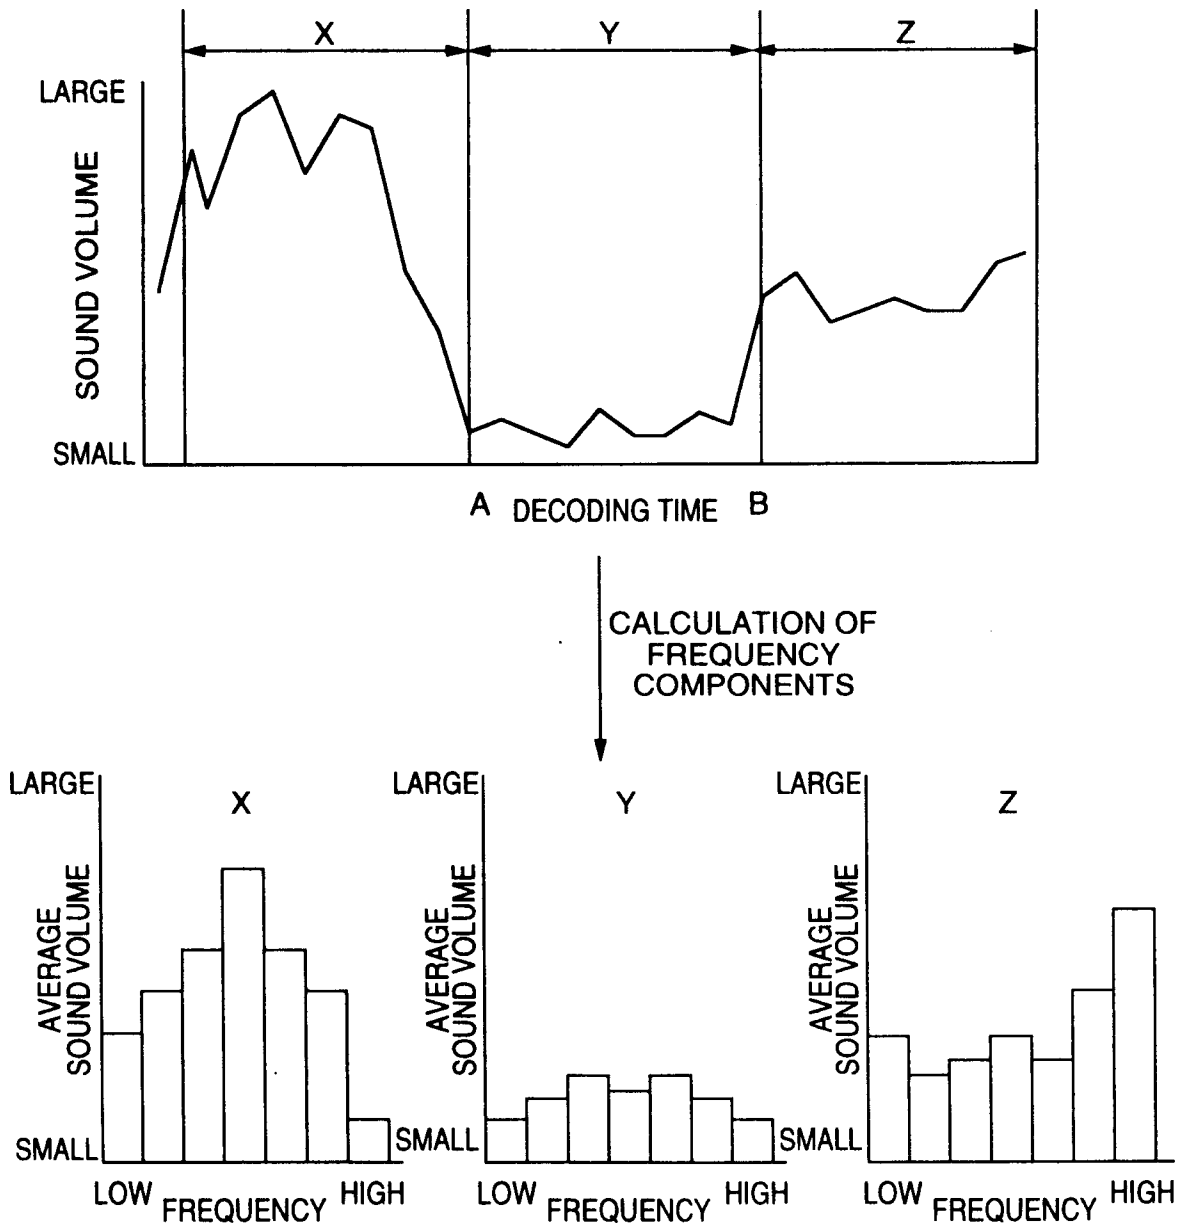 X
Y
Z
LARGE
SOUND VOLUME
SMALL
A DECODING TIME B
CALCULATION OF
FREQUENCY
COMPONENTS
LARGE
X
AVERAGE
SOUND VOLUME
SMALL
LOW FREQUENCY HIGH
LARGE
Y
AVERAGE
SOUND VOLUME
SMALL
LOW FREQUENCY HIGH
LARGE
Z
AVERAGE
SOUND VOLUME
SMALL
LOW FREQUENCY HIGH